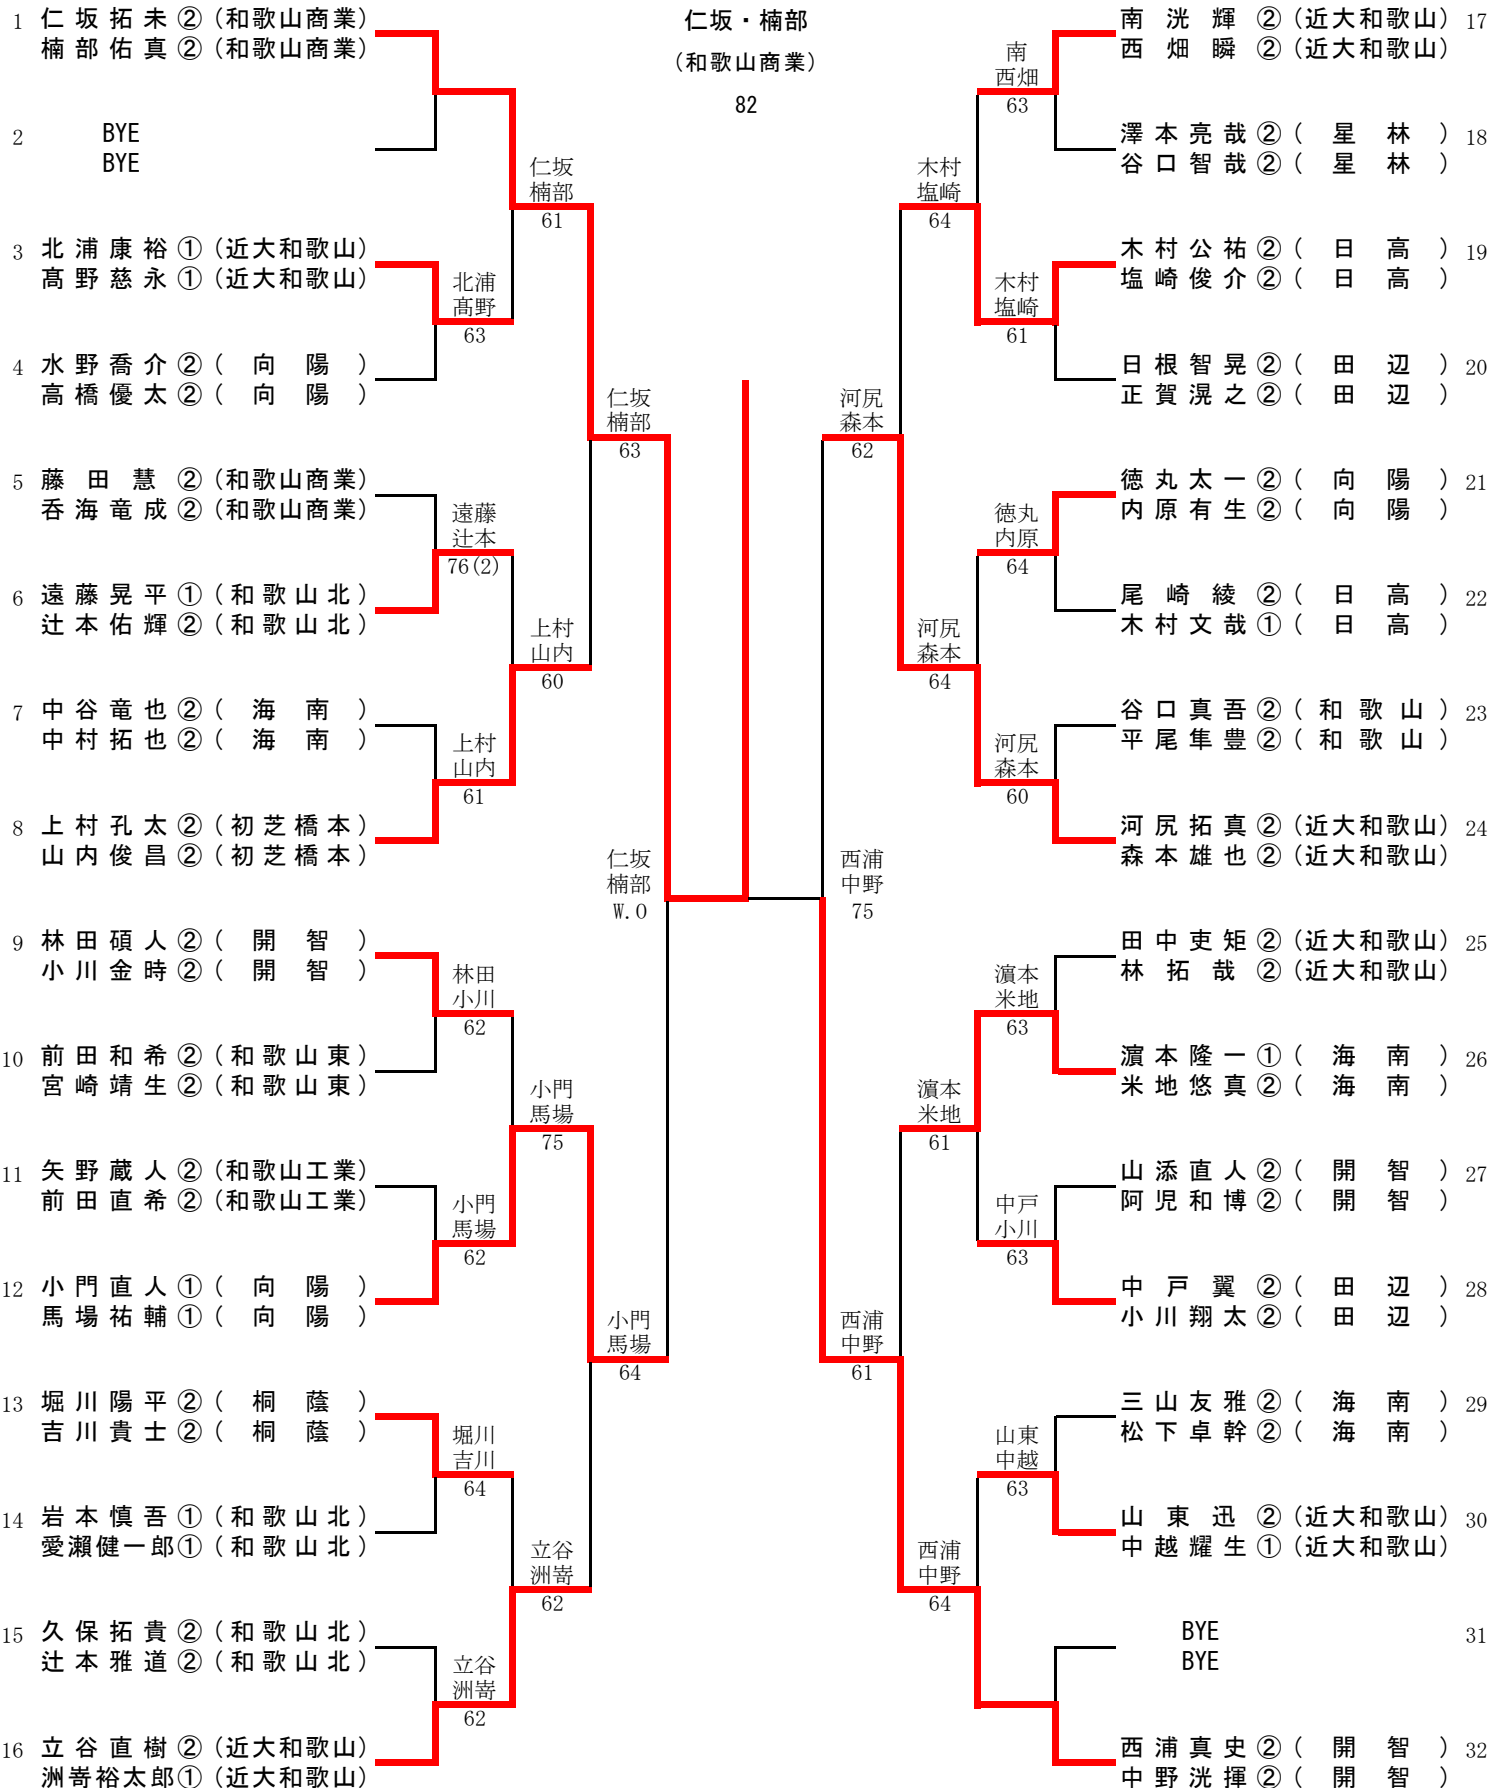 仁坂・楠部
(和歌山商業)
82
1 仁坂拓未②(和歌山商業)
楠部佑真②(和歌山商業)
2 BYE
BYE
3 北浦康裕①(近大和歌山)
髙野慈永①(近大和歌山)
4 水野喬介②(向陽)
高橋優太②(向陽)
5 藤田慧②(和歌山商業)
呑海竜成②(和歌山商業)
6 遠藤晃平①(和歌山北)
辻本佑輝②(和歌山北)
7 中谷竜也②(海南)
中村拓也②(海南)
8 上村孔太②(初芝橋本)
山内俊昌②(初芝橋本)
9 林田碩人②(開智)
小川金時②(開智)
10 前田和希②(和歌山東)
宮崎靖生②(和歌山東)
11 矢野蔵人②(和歌山工業)
前田直希②(和歌山工業)
12 小門直人①(向陽)
馬場祐輔①(向陽)
13 堀川陽平②(桐蔭)
吉川貴士②(桐蔭)
14 岩本慎吾①(和歌山北)
愛瀬健一郎①(和歌山北)
15 久保拓貴②(和歌山北)
辻本雅道②(和歌山北)
16 立谷直樹②(近大和歌山)
洲嵜裕太郎①(近大和歌山)
北浦
髙野
63
遠藤
辻本
76(2)
上村
山内
61
林田
小川
62
小門
馬場
62
堀川
吉川
64
立谷
洲嵜
62
仁坂
楠部
61
上村
山内
60
小門
馬場
75
立谷
洲嵜
62
仁坂
楠部
63
小門
馬場
64
仁坂
楠部
W.O
西浦
中野
75
河尻
森本
62
西浦
中野
61
木村
塩崎
64
河尻
森本
64
濵本
米地
61
西浦
中野
64
南
西畑
63
木村
塩崎
61
徳丸
内原
64
河尻
森本
60
濵本
米地
63
中戸
小川
63
山東
中越
63
南洸輝②(近大和歌山) 17
西畑瞬②(近大和歌山)
澤本亮哉②(星林) 18
谷口智哉②(星林)
木村公祐②(日高) 19
塩崎俊介②(日高)
日根智晃②(田辺) 20
正賀滉之②(田辺)
徳丸太一②(向陽) 21
内原有生②(向陽)
尾崎綾②(日高) 22
木村文哉①(日高)
谷口真吾②(和歌山) 23
平尾隼豊②(和歌山)
河尻拓真②(近大和歌山) 24
森本雄也②(近大和歌山)
田中吏矩②(近大和歌山) 25
林拓哉②(近大和歌山)
濵本隆一①(海南) 26
米地悠真②(海南)
山添直人②(開智) 27
阿児和博②(開智)
中戸翼②(田辺) 28
小川翔太②(田辺)
三山友雅②(海南) 29
松下卓幹②(海南)
山東迅②(近大和歌山) 30
中越耀生①(近大和歌山)
BYE 31
BYE
西浦真史②(開智) 32
中野洸揮②(開智)